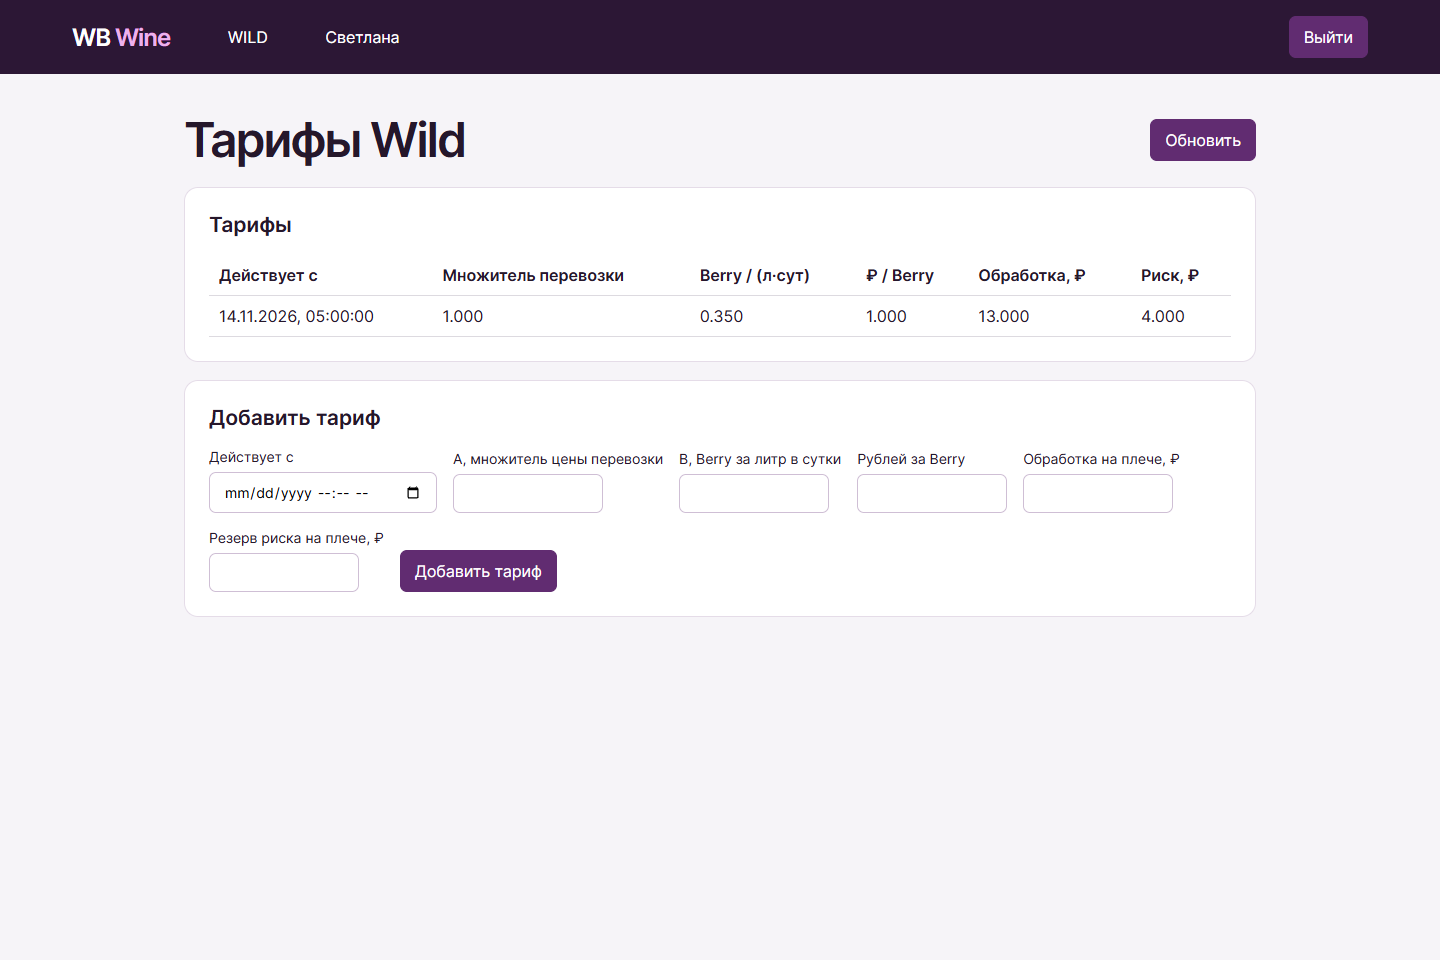 WB Wine WILD Светлана Выйти
Тарифы Wild Обновить
Тарифы
Действует с Множитель перевозки Berry / (л·сут) ₽ / Berry Обработка, ₽ Риск, ₽
14.11.2026, 05:00:00 1.000 0.350 1.000 13.000 4.000
Добавить тариф
Действует с A, множитель цены перевозки B, Berry за литр в сутки Рублей за Berry Обработка на плече, ₽
mm/dd/yyyy --:-- --
Резерв риска на плече, ₽
Добавить тариф